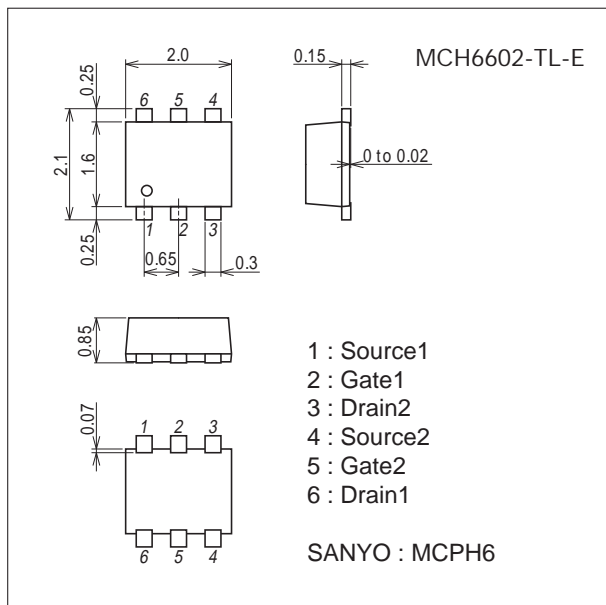 MCH6602-TL-E
2.0
0.15
0.25
6 5 4
2.1
1.6
0 to 0.02
0.25
1 2 3
0.65
0.3
0.85
1 : Source1
2 : Gate1
3 : Drain2
4 : Source2
5 : Gate2
6 : Drain1
0.07
1 2 3
6 5 4
SANYO : MCPH6